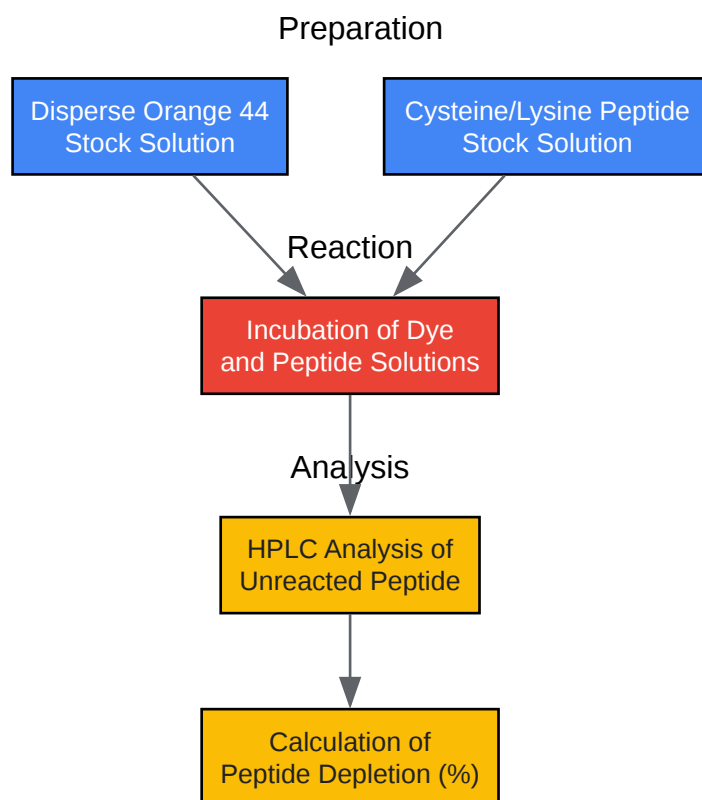 Preparation
Disperse Orange 44
Stock Solution
Cysteine/Lysine Peptide
Stock Solution
Reaction
Incubation of Dye
and Peptide Solutions
Analysis
HPLC Analysis of
Unreacted Peptide
Calculation of
Peptide Depletion (%)